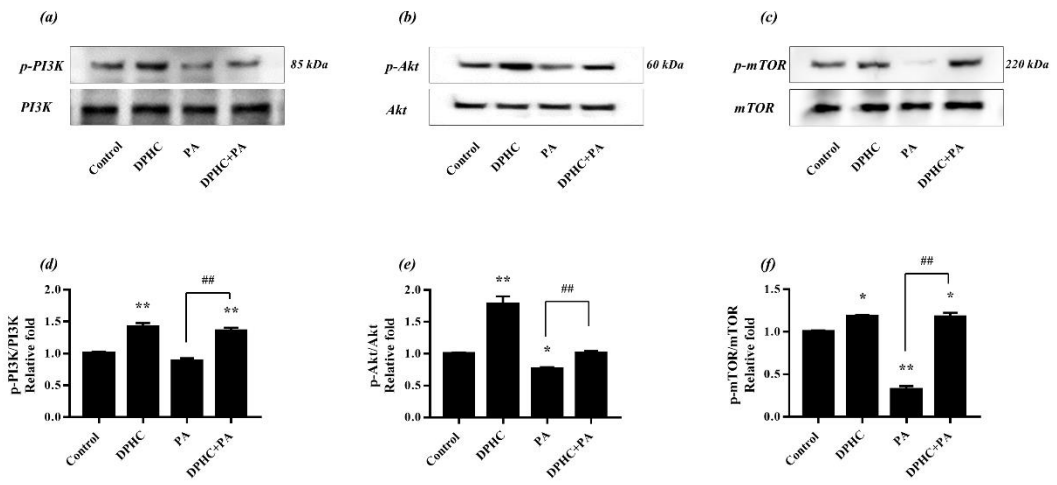 (a)
p-PI3K
85 kDa
PI3K
Control
DPHC
PA
DPHC+PA
(b)
p-Akt
60 kDa
Akt
Control
DPHC
PA
DPHC+PA
(c)
p-mTOR
220 kDa
mTOR
Control
DPHC
PA
DPHC+PA
(d)
p-PI3K/PI3K
Relative fold
2.0
1.5
1.0
0.5
0.0
**
##
**
Control
DPHC
PA
DPHC+PA
(e)
p-Akt/Akt
Relative fold
2.0
1.5
1.0
0.5
0.0
**
*
##
Control
DPHC
PA
DPHC+PA
(f)
p-mTOR/mTOR
Relative fold
1.5
1.0
0.5
0.0
*
**
##
*
Control
DPHC
PA
DPHC+PA